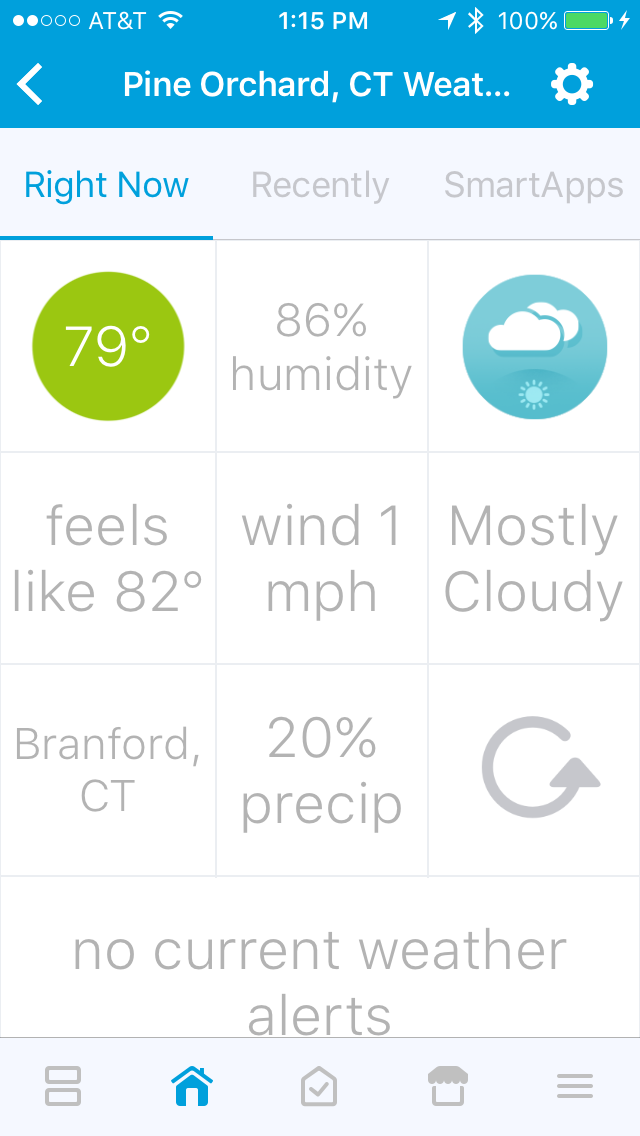 AT&T 1:15 PM 100%
Pine Orchard, CT Weat...
Right Now Recently SmartApps
79°
86%
humidity
feels
like 82°
wind 1
mph
Mostly
Cloudy
Branford,
CT
20%
precip
no current weather
alerts